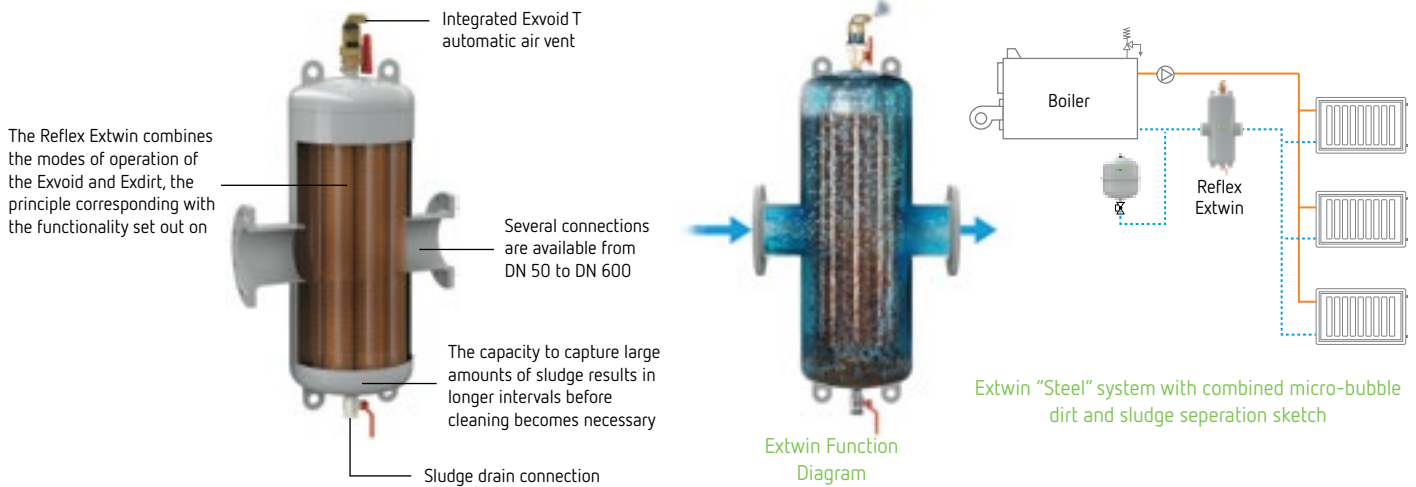 Integrated Exvoid T
automatic air vent
The Reflex Extwin combines
the modes of operation of
the Exvoid and Exdirt, the
principle corresponding with
the functionality set out on
Several connections
are available from
DN 50 to DN 600
The capacity to capture large
amounts of sludge results in
longer intervals before
cleaning becomes necessary
Sludge drain connection
Extwin Function
Diagram
Boiler
Reflex
Extwin
Extwin “Steel” system with combined micro-bubble
dirt and sludge seperation sketch